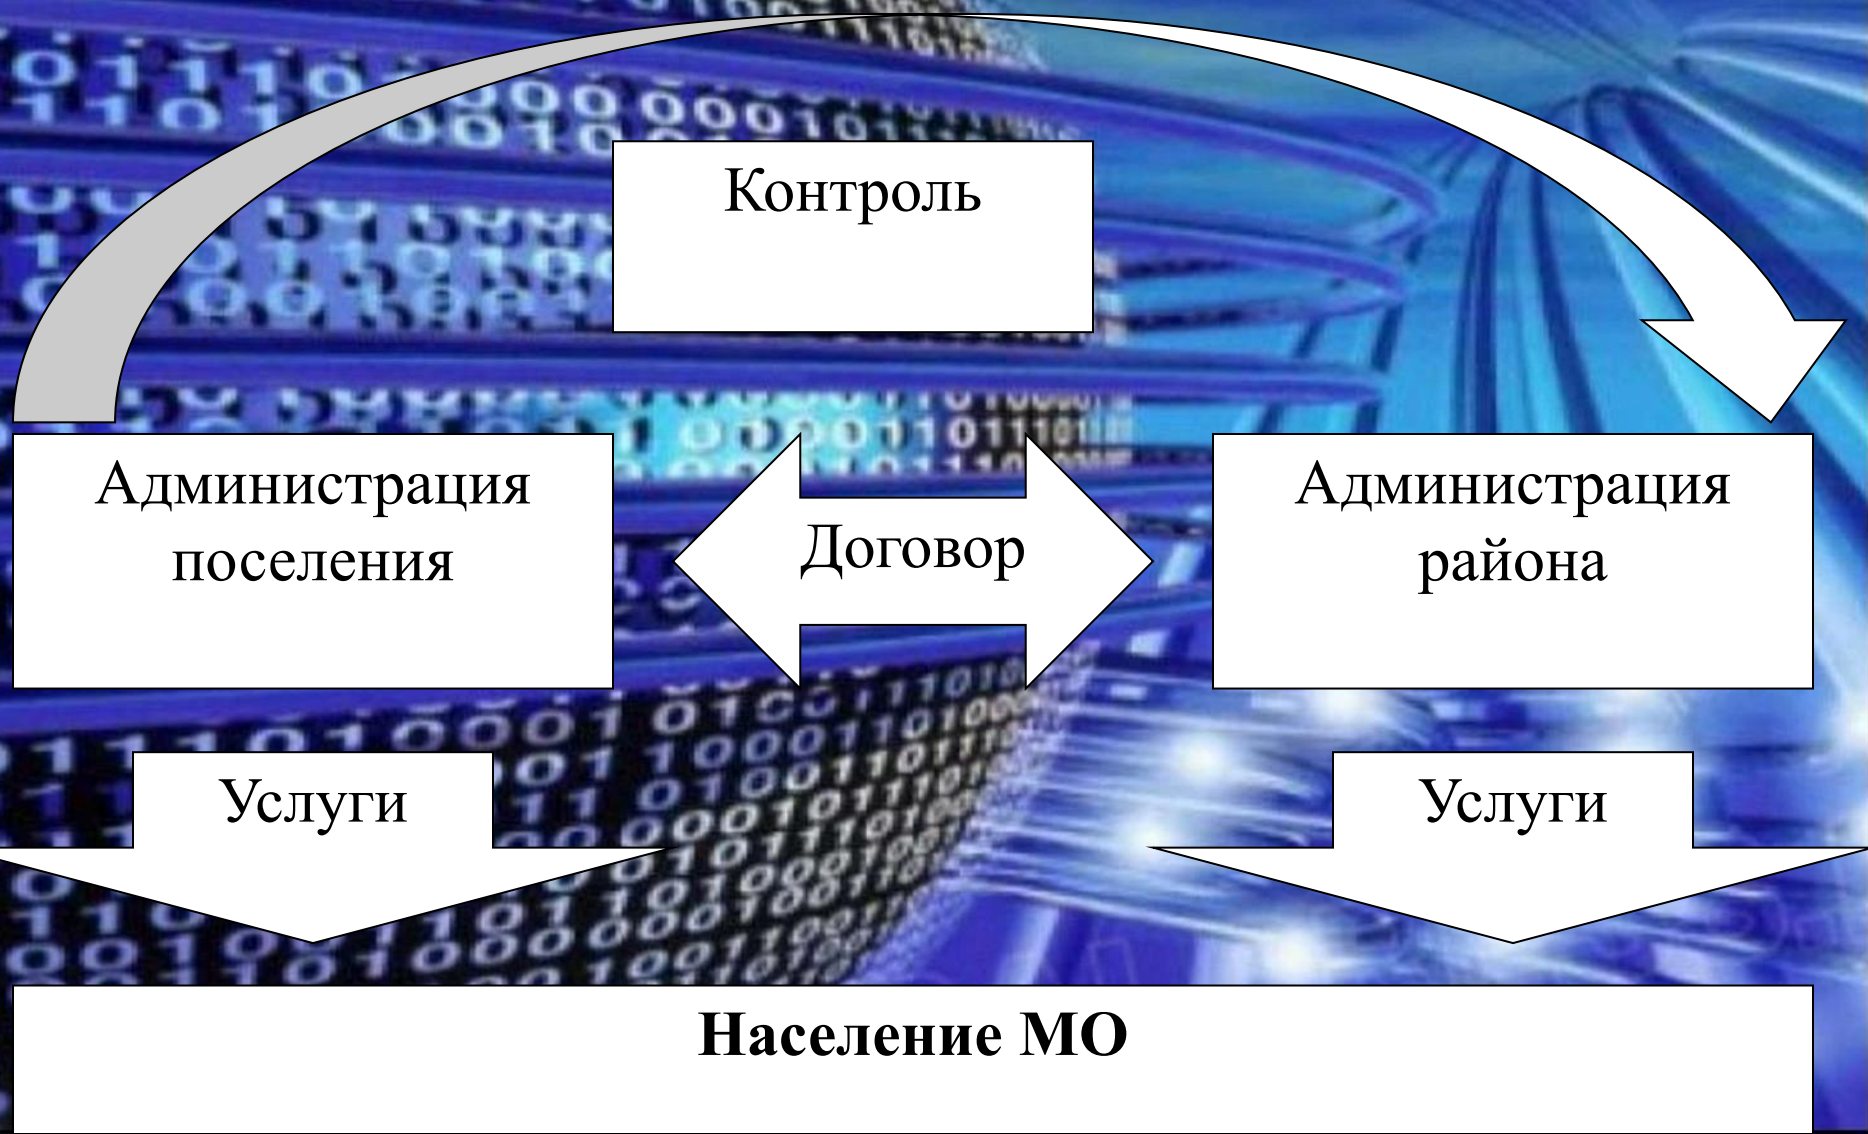 Контроль
Администрация
поселения
Договор
Администрация
района
Услуги
Услуги
Население МО